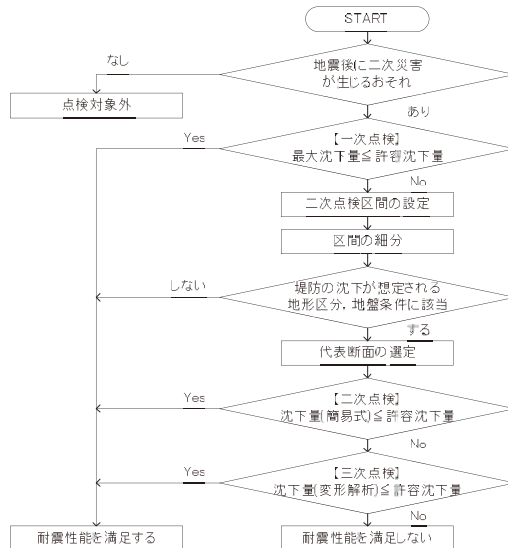 START
なし
地震後に二次災害
が生じるおそれ
点検対象外
あり
Yes
【一次点検】
最大沈下量≦許容沈下量
No
二次点検区間の設定
区間の細分
しない
堤防の沈下が想定される
地形区分,地盤条件に該当
する
代表断面の選定
Yes
【二次点検】
沈下量(簡易式)≦許容沈下量
No
Yes
【三次点検】
沈下量(変形解析)≦許容沈下量
No
耐震性能を満足する
耐震性能を満足しない